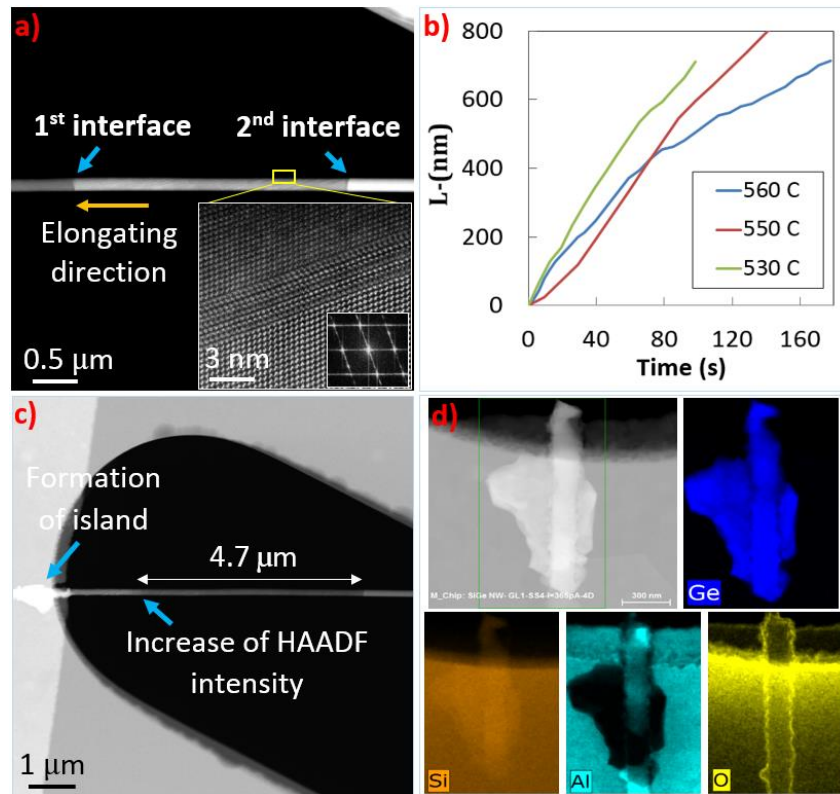 a)
1st interface
2nd interface
Elongating
direction
0.5 μm
3 nm
b)
L-(nm)
800
600
400
200
0
0 40 80 120 160
Time (s)
560 C
550 C
530 C
c)
Formation
of island
4.7 μm
Increase of HAADF
intensity
1 μm
d)
M_Chip: SiGe NW-GL1-SS4-I=365pA-4D
300 nm
Ge
Si
Al
O